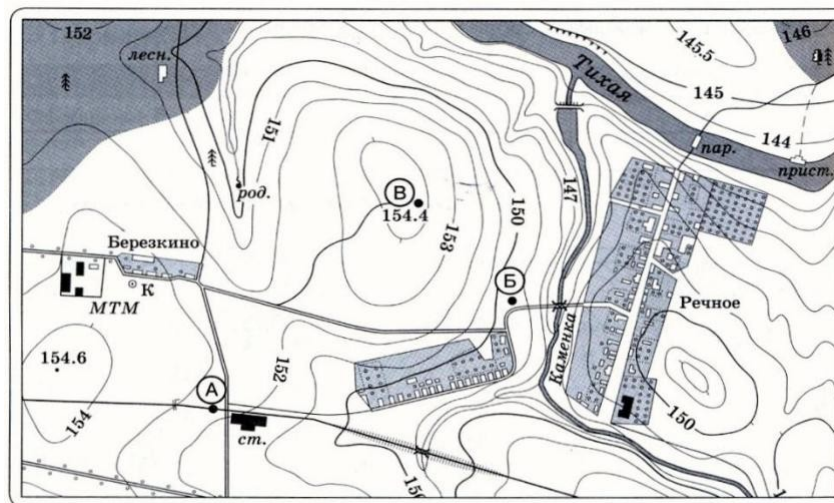 152
лесн.
145.5
146
Тихая
145
151
144
пар.
прист.
род.
В
154.4
150
147
153
Березкино
К
МТМ
Б
Речное
Каменка
154.6
А
152
154
ст.
150